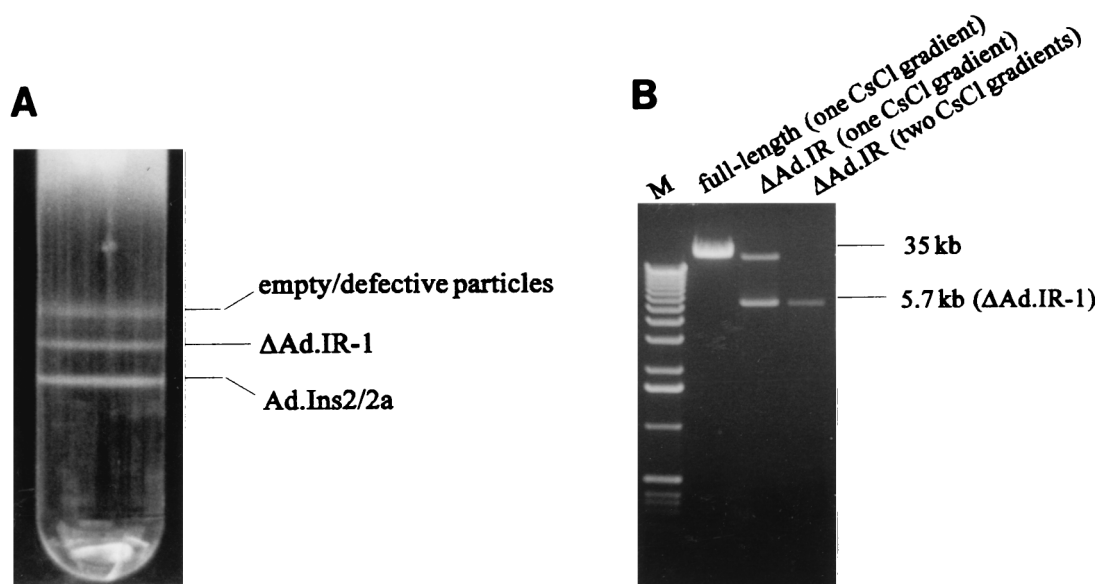 A
empty/defective particles
ΔAd.IR-1
Ad.Ins2/2a
B
M
full-length (one CsCl gradient)
ΔAd.IR (one CsCl gradient)
ΔAd.IR (two CsCl gradients)
35 kb
5.7 kb (ΔAd.IR-1)